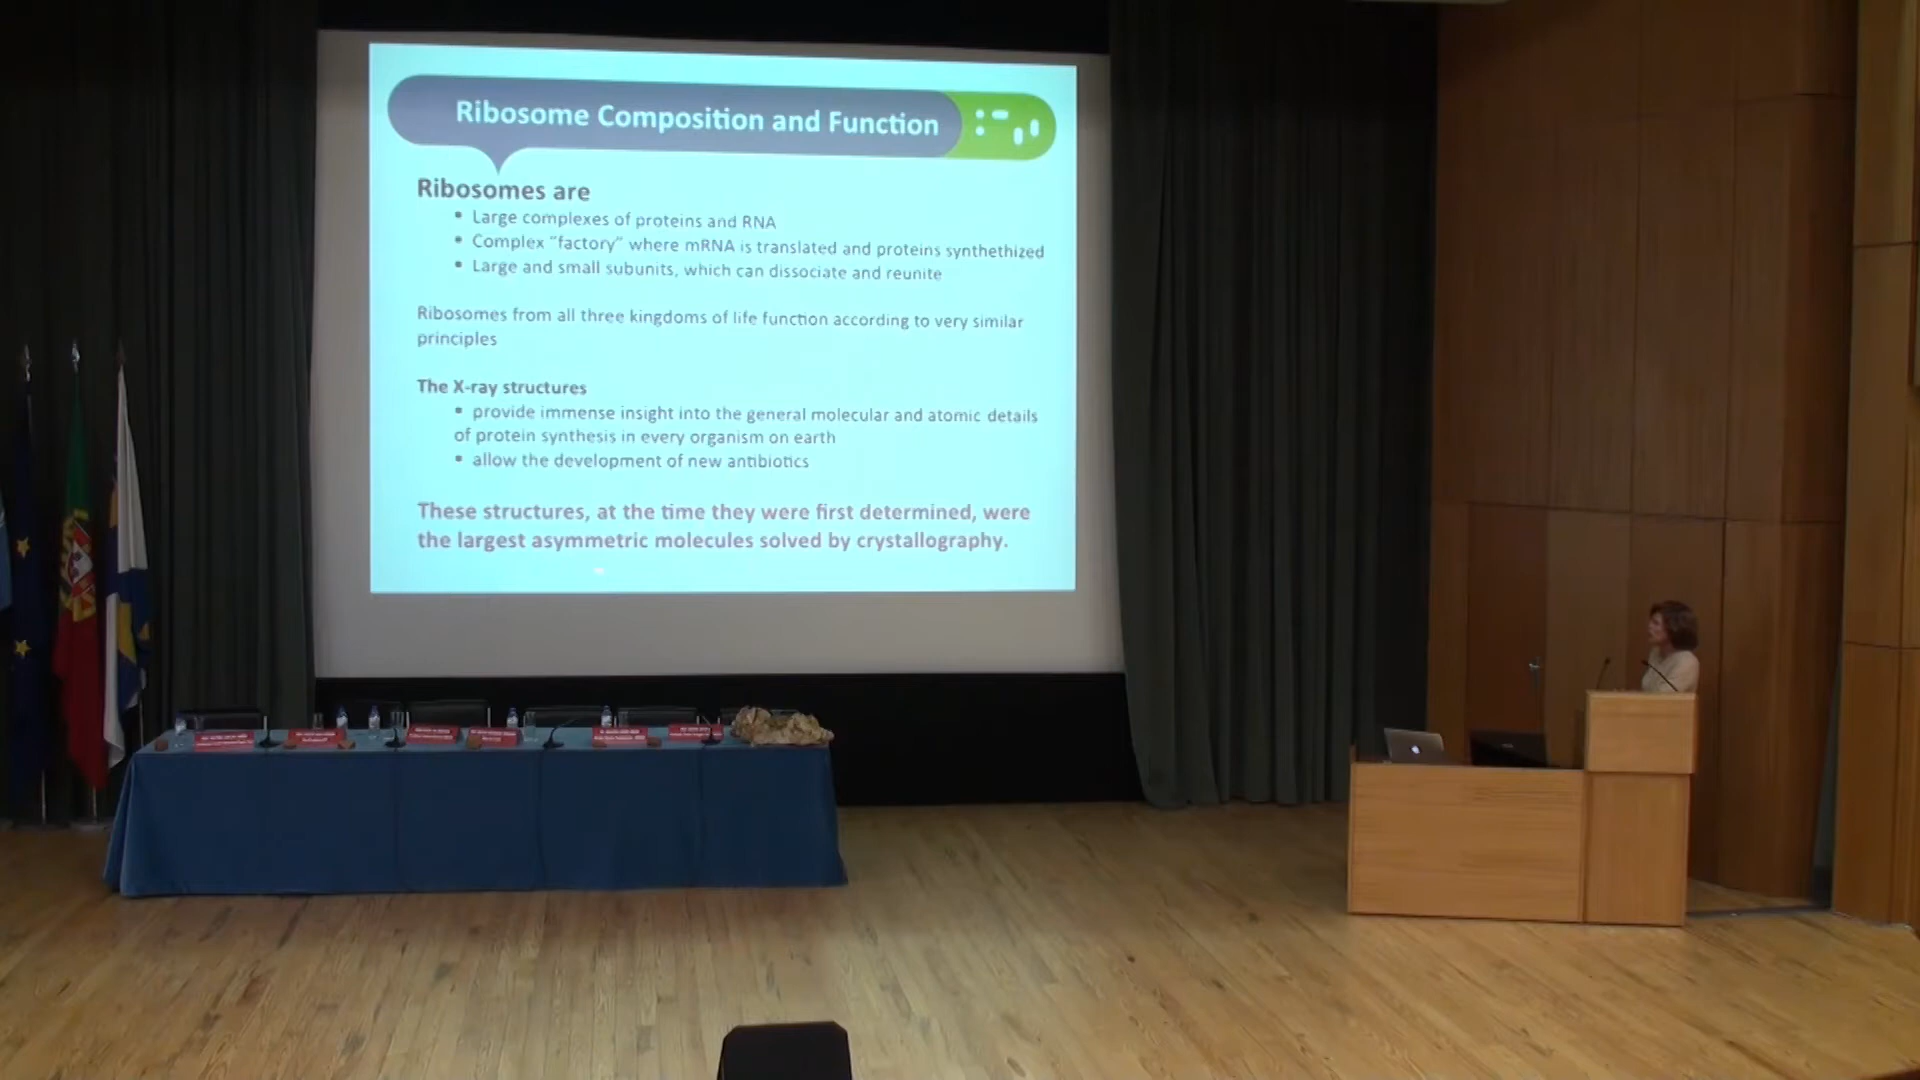 Ribosome Composition and Function
Ribosomes are
▪ Large complexes of proteins and RNA
▪ Complex “factory” where mRNA is translated and proteins synthethized
▪ Large and small subunits, which can dissociate and reunite
Ribosomes from all three kingdoms of life function according to very similar
principles
The X-ray structures
▪ provide immense insight into the general molecular and atomic details
of protein synthesis in every organism on earth
▪ allow the development of new antibiotics
These structures, at the time they were first determined, were
the largest asymmetric molecules solved by crystallography.